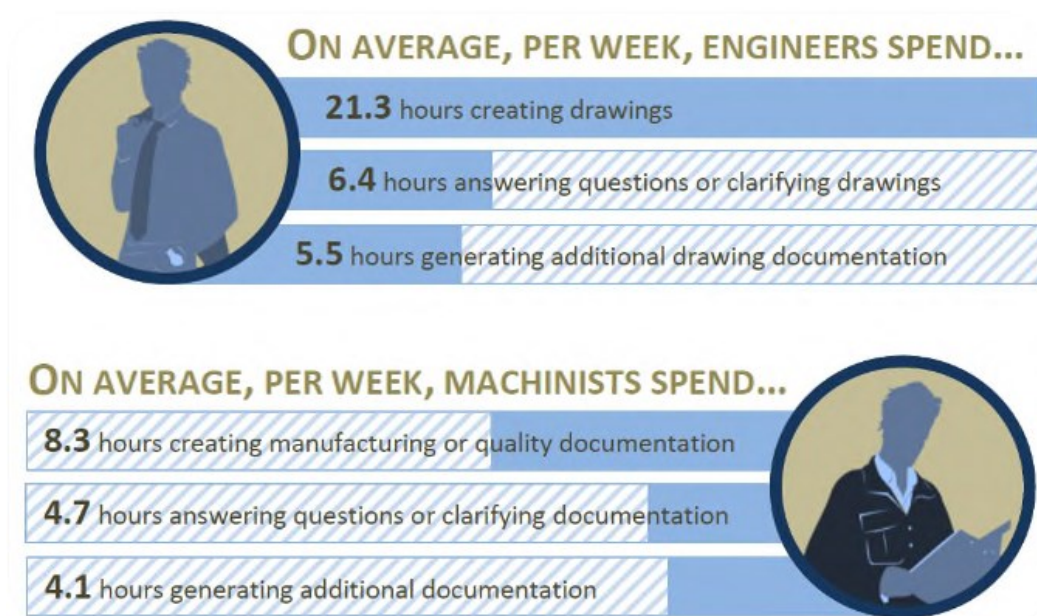 ON AVERAGE, PER WEEK, ENGINEERS SPEND...
21.3 hours creating drawings
6.4 hours answering questions or clarifying drawings
5.5 hours generating additional drawing documentation
ON AVERAGE, PER WEEK, MACHINISTS SPEND...
8.3 hours creating manufacturing or quality documentation
4.7 hours answering questions or clarifying documentation
4.1 hours generating additional documentation